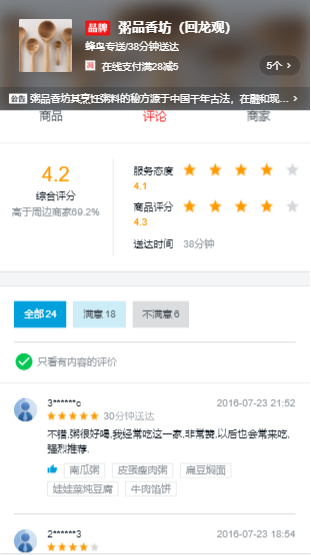 品牌 粥品香坊（回龙观）
蜂鸟专送/38分钟送达
减 在线支付满28减5 5个 >
公告 粥品香坊其烹饪粥料的秘方源于中国千年古法，在融和现... >
商品 评论 商家
4.2
综合评分
高于周边商家69.2%
服务态度
4.1
商品评分
4.3
送达时间 38分钟
全部 24 满意 18 不满意 6
只看有内容的评价
3******c 2016-07-23 21:52
30分钟送达
不错,粥很好喝,我经常吃这一家,非常赞,以后也会常来吃,
强烈推荐.
南瓜粥 皮蛋瘦肉粥 扁豆焖面
娃娃菜炖豆腐 牛肉馅饼
2******3 2016-07-23 18:54